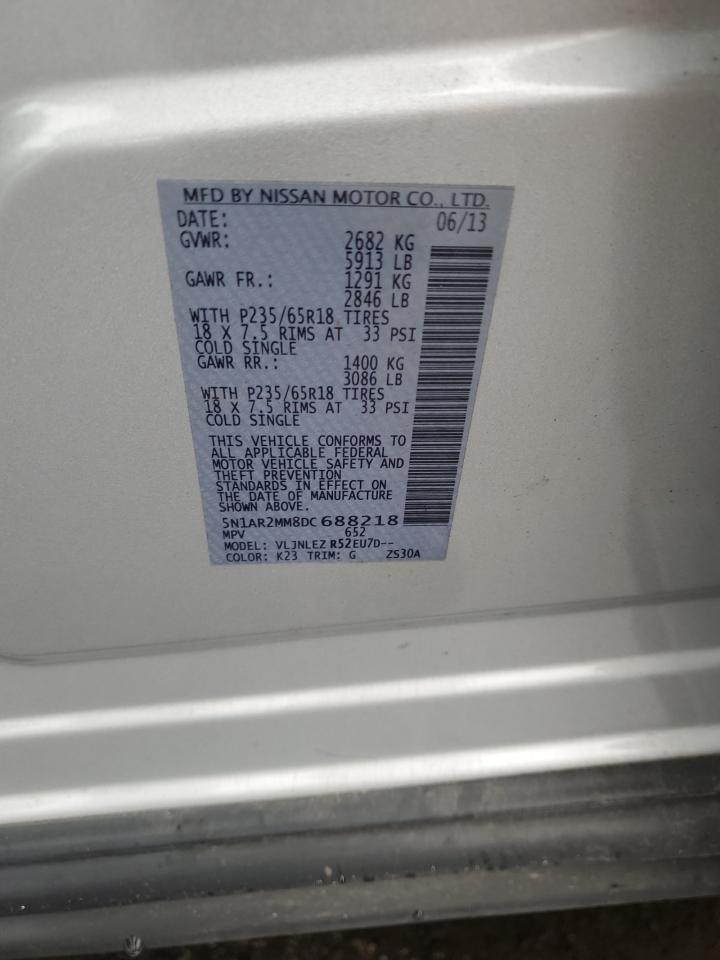 MFD BY NISSAN MOTOR CO., LTD.
DATE: 06/13
GVWR: 2682 KG
5913 LB
GAWR FR.: 1291 KG
2846 LB
WITH P235/65R18 TIRES
18 X 7.5 RIMS AT 33 PSI
COLD SINGLE
GAWR RR.: 1400 KG
3086 LB
WITH P235/65R18 TIRES
18 X 7.5 RIMS AT 33 PSI
COLD SINGLE
THIS VEHICLE CONFORMS TO
ALL APPLICABLE FEDERAL
MOTOR VEHICLE SAFETY AND
THEFT PREVENTION
STANDARDS IN EFFECT ON
THE DATE OF MANUFACTURE
SHOWN ABOVE.
5N1AR2MM8DC688218
MPV 652
MODEL: VLJNLEZ R52EU7D--
COLOR: K23 TRIM: G ZS30A